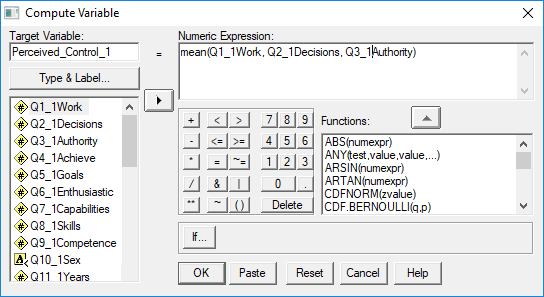 Compute Variable
Target Variable:
Numeric Expression:
Perceived_Control_1
=
mean(Q1_1Work, Q2_1Decisions, Q3_1Authority)
Type & Label...
Q1_1Work
Q2_1Decisions
Q3_1Authority
Q4_1Achieve
Q5_1Goals
Q6_1Enthusiastic
Q7_1Capabilities
Q8_1Skills
Q9_1Competence
Q10_1Sex
Q11_1Years
+ < > 7 8 9
- <= >= 4 5 6
* = ~= 1 2 3
/ & | 0 .
** ~ () Delete
Functions:
ABS(numexpr)
ANY(test,value,value,...)
ARSIN(numexpr)
ARTAN(numexpr)
CDFNORM(zvalue)
CDF.BERNOULLI(q,p)
If...
OK Paste Reset Cancel Help